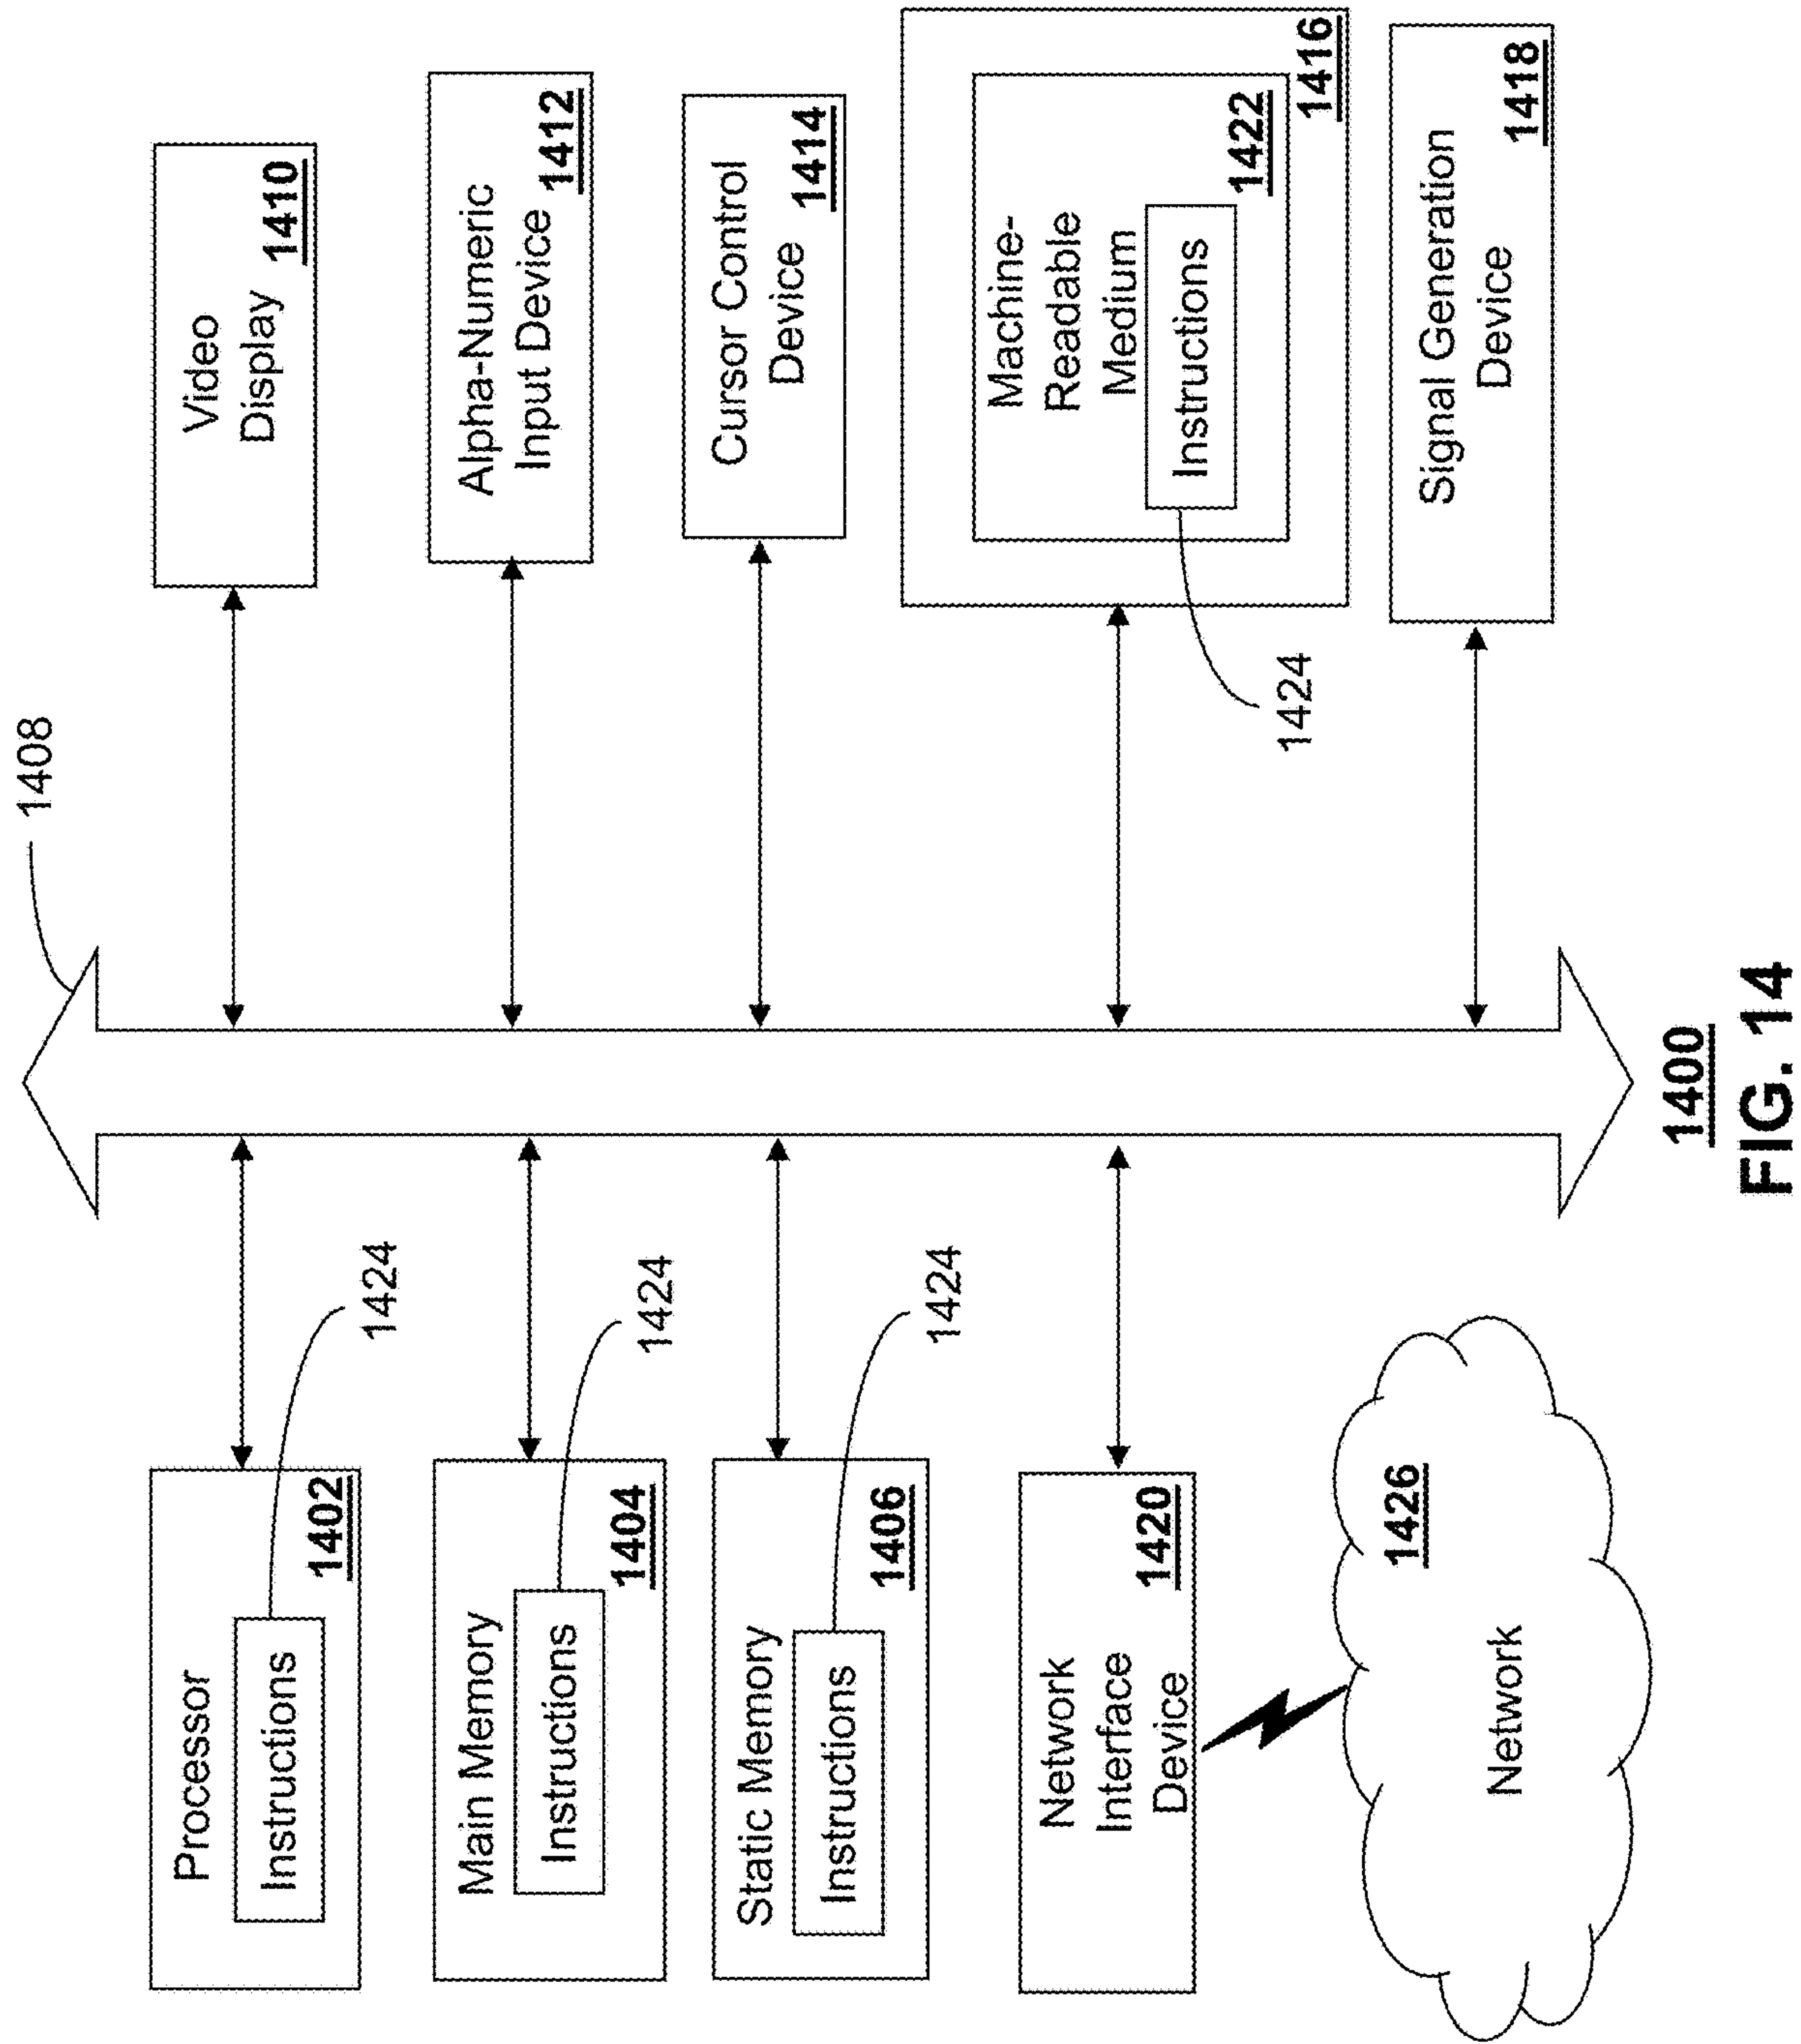 1408
Processor
Instructions
1402
1424
Main Memory
Instructions
1404
1424
Static Memory
Instructions
1406
1424
Network
Interface
Device
1420
Network
1426
Video
Display
1410
Alpha-Numeric
Input Device
1412
Cursor Control
Device
1414
Machine-
Readable
Medium
Instructions
1422
1416
1424
Signal Generation
Device
1418
1400
FIG. 14